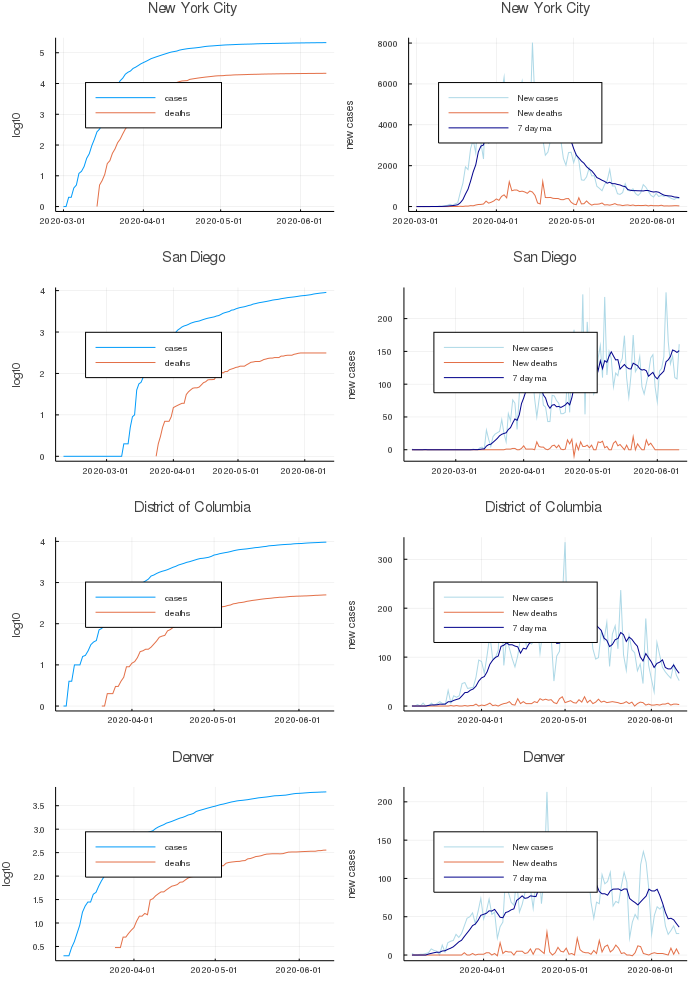 New York City
New York City
5
4
3
2
1
0
log10
cases
deaths
2020-03-01 2020-04-01 2020-05-01 2020-06-01
8000
6000
4000
2000
0
new cases
New cases
New deaths
7 day ma
2020-03-01 2020-04-01 2020-05-01 2020-06-01
San Diego
San Diego
4
3
2
1
0
log10
cases
deaths
2020-03-01 2020-04-01 2020-05-01 2020-06-01
200
150
100
50
0
new cases
New cases
New deaths
7 day ma
2020-03-01 2020-04-01 2020-05-01 2020-06-01
District of Columbia
District of Columbia
4
3
2
1
0
log10
cases
deaths
2020-04-01 2020-05-01 2020-06-01
300
200
100
0
new cases
New cases
New deaths
7 day ma
2020-04-01 2020-05-01 2020-06-01
Denver
Denver
3.5
3.0
2.5
2.0
1.5
1.0
0.5
log10
cases
deaths
2020-04-01 2020-05-01 2020-06-01
200
150
100
50
0
new cases
New cases
New deaths
7 day ma
2020-04-01 2020-05-01 2020-06-01